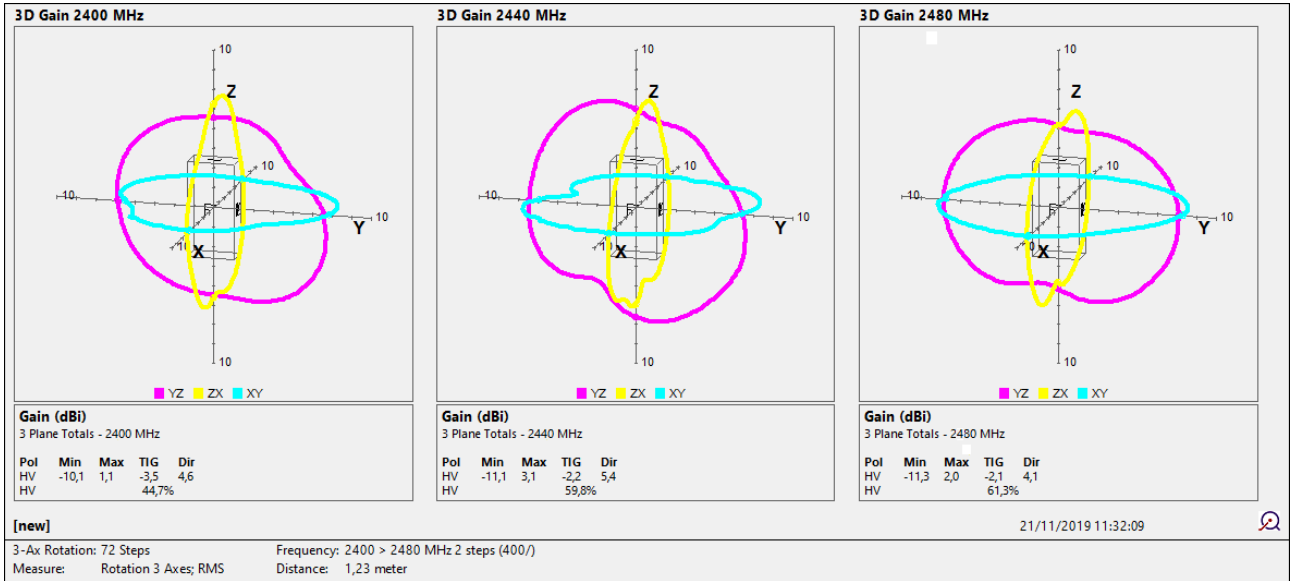 3D Gain 2400 MHz
10
Z
10
-10
10
Y
10
X
10
YZ ZX XY
Gain (dBi)
3 Plane Totals - 2400 MHz
Pol Min Max TIG Dir
HV -10,1 1,1 -3,5 4,6
HV 44,7%
3D Gain 2440 MHz
10
Z
10
-10
10
Y
10
X
10
YZ ZX XY
Gain (dBi)
3 Plane Totals - 2440 MHz
Pol Min Max TIG Dir
HV -11,1 3,1 -2,2 5,4
HV 59,8%
3D Gain 2480 MHz
10
Z
10
-10
10
Y
X
10
YZ ZX XY
Gain (dBi)
3 Plane Totals - 2480 MHz
Pol Min Max TIG Dir
HV -11,3 2,0 -2,1 4,1
HV 61,3%
[new]
21/11/2019 11:32:09
3-Ax Rotation: 72 Steps Frequency: 2400 > 2480 MHz 2 steps (400/)
Measure: Rotation 3 Axes; RMS Distance: 1,23 meter